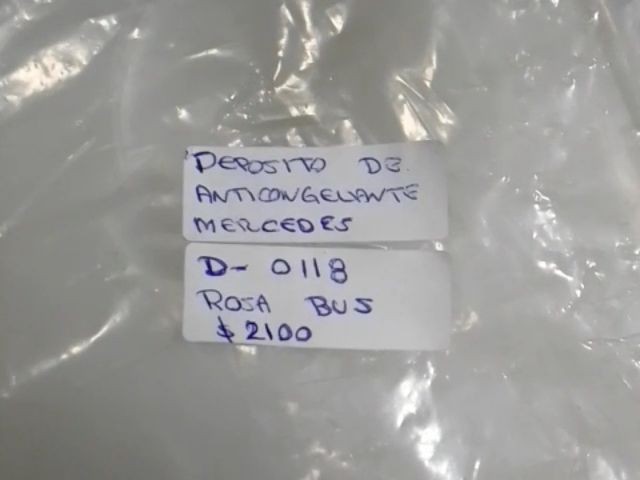 DEPOSITO DE.
ANTICONGELANTE
MERCEDES
D- 0118
ROSA BUS
$2100